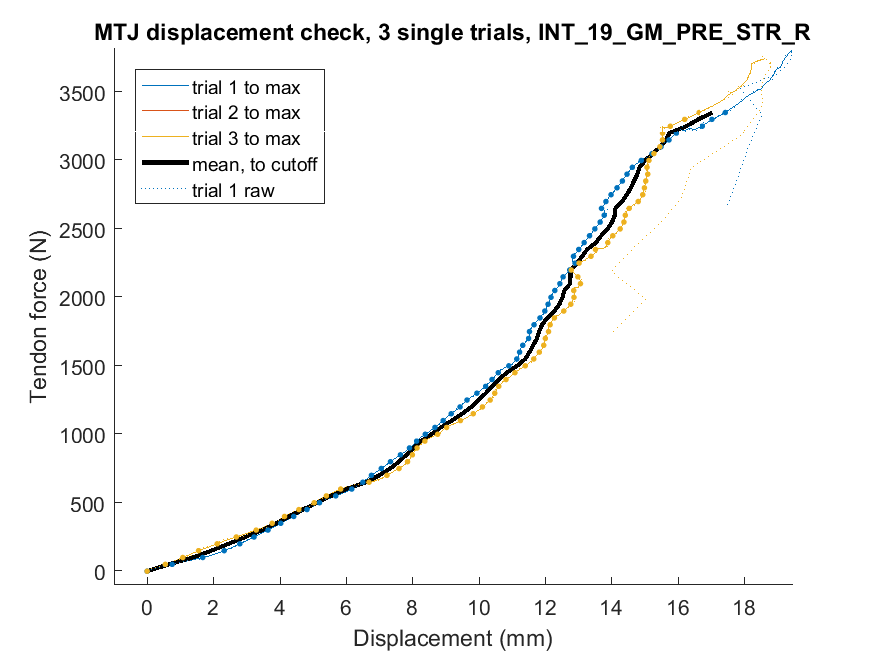 MTJ displacement check, 3 single trials, INT_19_GM_PRE_STR_R
trial 1 to max
trial 2 to max
trial 3 to max
mean, to cutoff
trial 1 raw
3500
3000
2500
2000
1500
1000
500
0
Tendon force (N)
0 2 4 6 8 10 12 14 16 18
Displacement (mm)